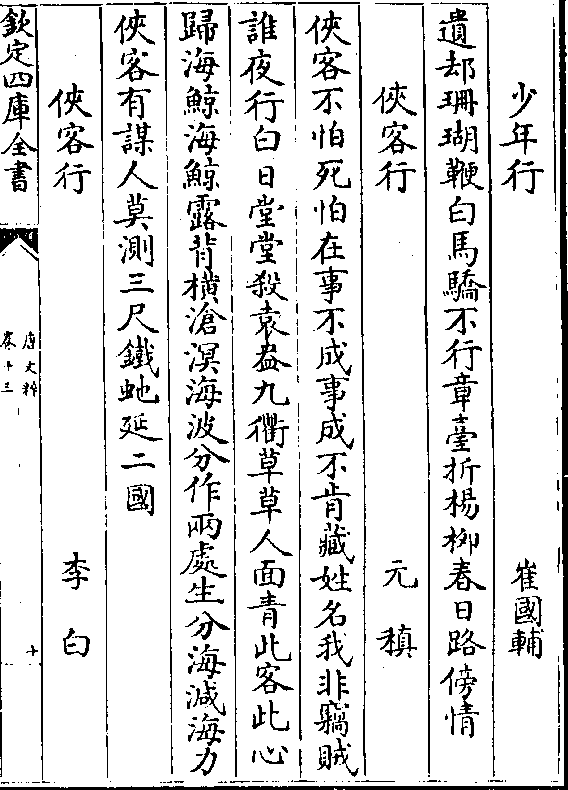 少年行 崔國輔
遺却珊瑚鞭白馬驕不行章臺折楊柳春日路傍情
俠客行 元稹
俠客不怕死怕在事不成事成不肯藏姓名我非竊賊
誰夜行白日堂堂殺袁盎九衢草草人面青此客此心
歸海鯨海鯨露背橫滄溟海波分作兩處生分海減海力
俠客有謀人莫測三尺鐵虵延二國
俠客行 李白
欽定四庫全書
唐文粹
卷十三
十